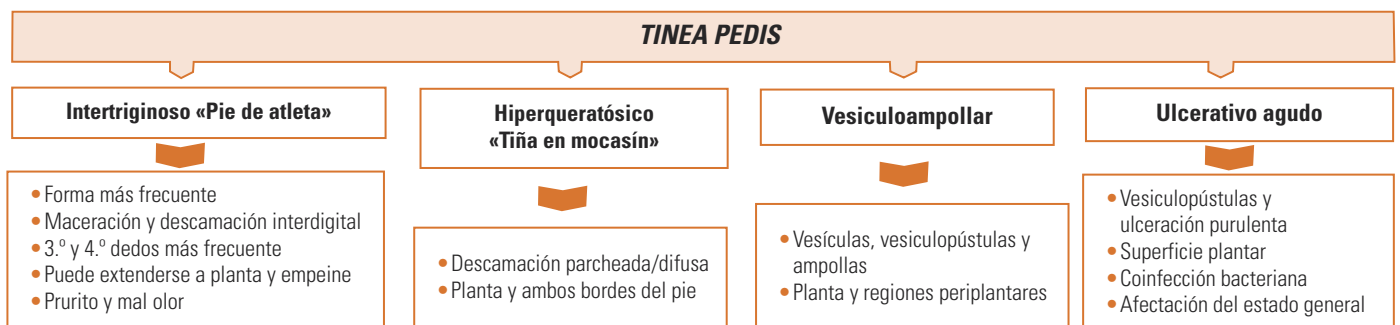 TINEA PEDIS
Intertriginoso «Pie de atleta»
• Forma más frecuente
• Maceración y descamación interdigital
• 3.º y 4.º dedos más frecuente
• Puede extenderse a planta y empeine
• Prurito y mal olor
Hiperqueratósico
«Tiña en mocasín»
• Descamación parcheada/difusa
• Planta y ambos bordes del pie
Vesiculoampollar
• Vesículas, vesiculopústulas y
ampollas
• Planta y regiones periplantares
Ulcerativo agudo
• Vesiculopústulas y
ulceración purulenta
• Superficie plantar
• Coinfección bacteriana
• Afectación del estado general